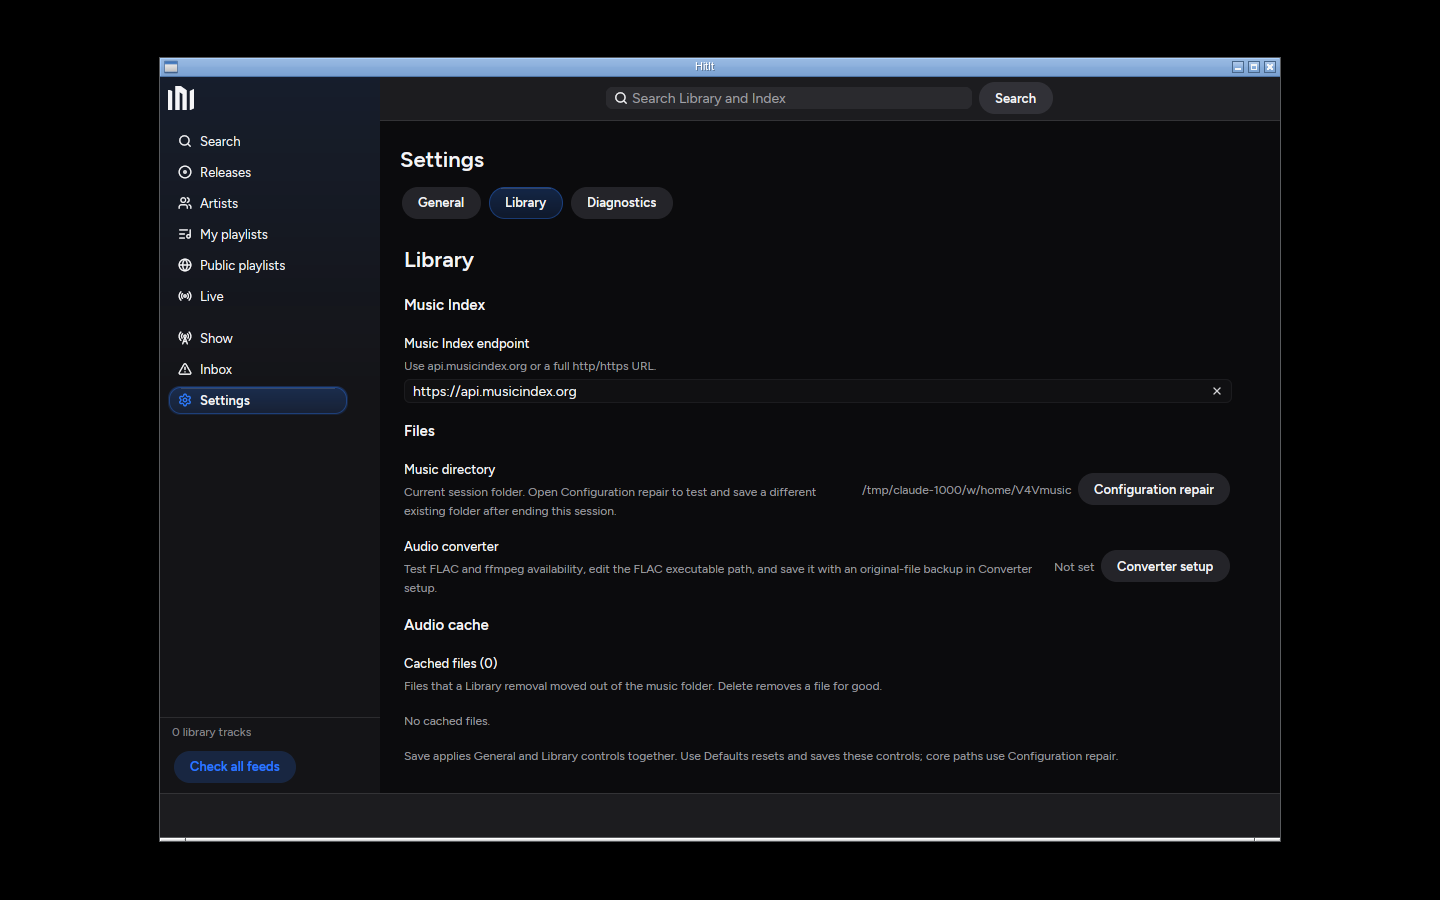 HitIt
Search Library and Index
Search
Search
Releases
Artists
My playlists
Public playlists
Live
Show
Inbox
Settings
0 library tracks
Check all feeds
Settings
General
Library
Diagnostics
Library
Music Index
Music Index endpoint
Use api.musicindex.org or a full http/https URL.
https://api.musicindex.org
Files
Music directory
Current session folder. Open Configuration repair to test and save a different
existing folder after ending this session.
/tmp/claude-1000/w/home/V4Vmusic
Configuration repair
Audio converter
Test FLAC and ffmpeg availability, edit the FLAC executable path, and save it with an original-file backup in Converter
setup.
Not set
Converter setup
Audio cache
Cached files (0)
Files that a Library removal moved out of the music folder. Delete removes a file for good.
No cached files.
Save applies General and Library controls together. Use Defaults resets and saves these controls; core paths use Configuration repair.